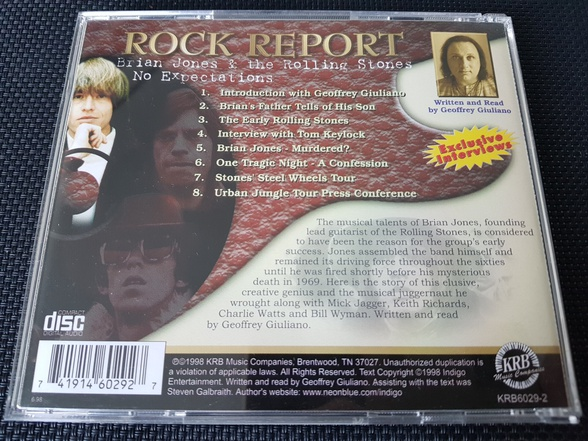 ROCK REPORT
Brian Jones & the Rolling Stones
No Expectations
1. Introduction with Geoffrey Giuliano
2. Brian's Father Tells of His Son
3. The Early Rolling Stones
4. Interview with Tom Keylock
5. Brian Jones - Murdered?
6. One Tragic Night - A Confession
7. Stones' Steel Wheels Tour
8. Urban Jungle Tour Press Conference
Written and Read
by Geoffrey Giuliano
Exclusive
Interviews
The musical talents of Brian Jones, founding
lead guitarist of the Rolling Stones, is considered
to have been the reason for the group's early
success. Jones assembled the band himself and
remained its driving force throughout the sixties
until he was fired shortly before his mysterious
death in 1969. Here is the story of this elusive,
creative genius and the musical juggernaut he
wrought along with Mick Jagger, Keith Richards,
Charlie Watts and Bill Wyman. Written and read
by Geoffrey Giuliano.
COMPACT
disc
DIGITAL AUDIO
7 41914 60292 7
6/98
℗©1998 KRB Music Companies, Brentwood, TN 37027. Unauthorized duplication is
a violation of applicable laws. All Rights Reserved. Text Copyright ©1998 Indigo
Entertainment. Written and read by Geoffrey Giuliano. Assisting with the text was
Steven Galbraith. Author's website: www.neonblue.com/indigo
KRB
Music Companies
KRB6029-2